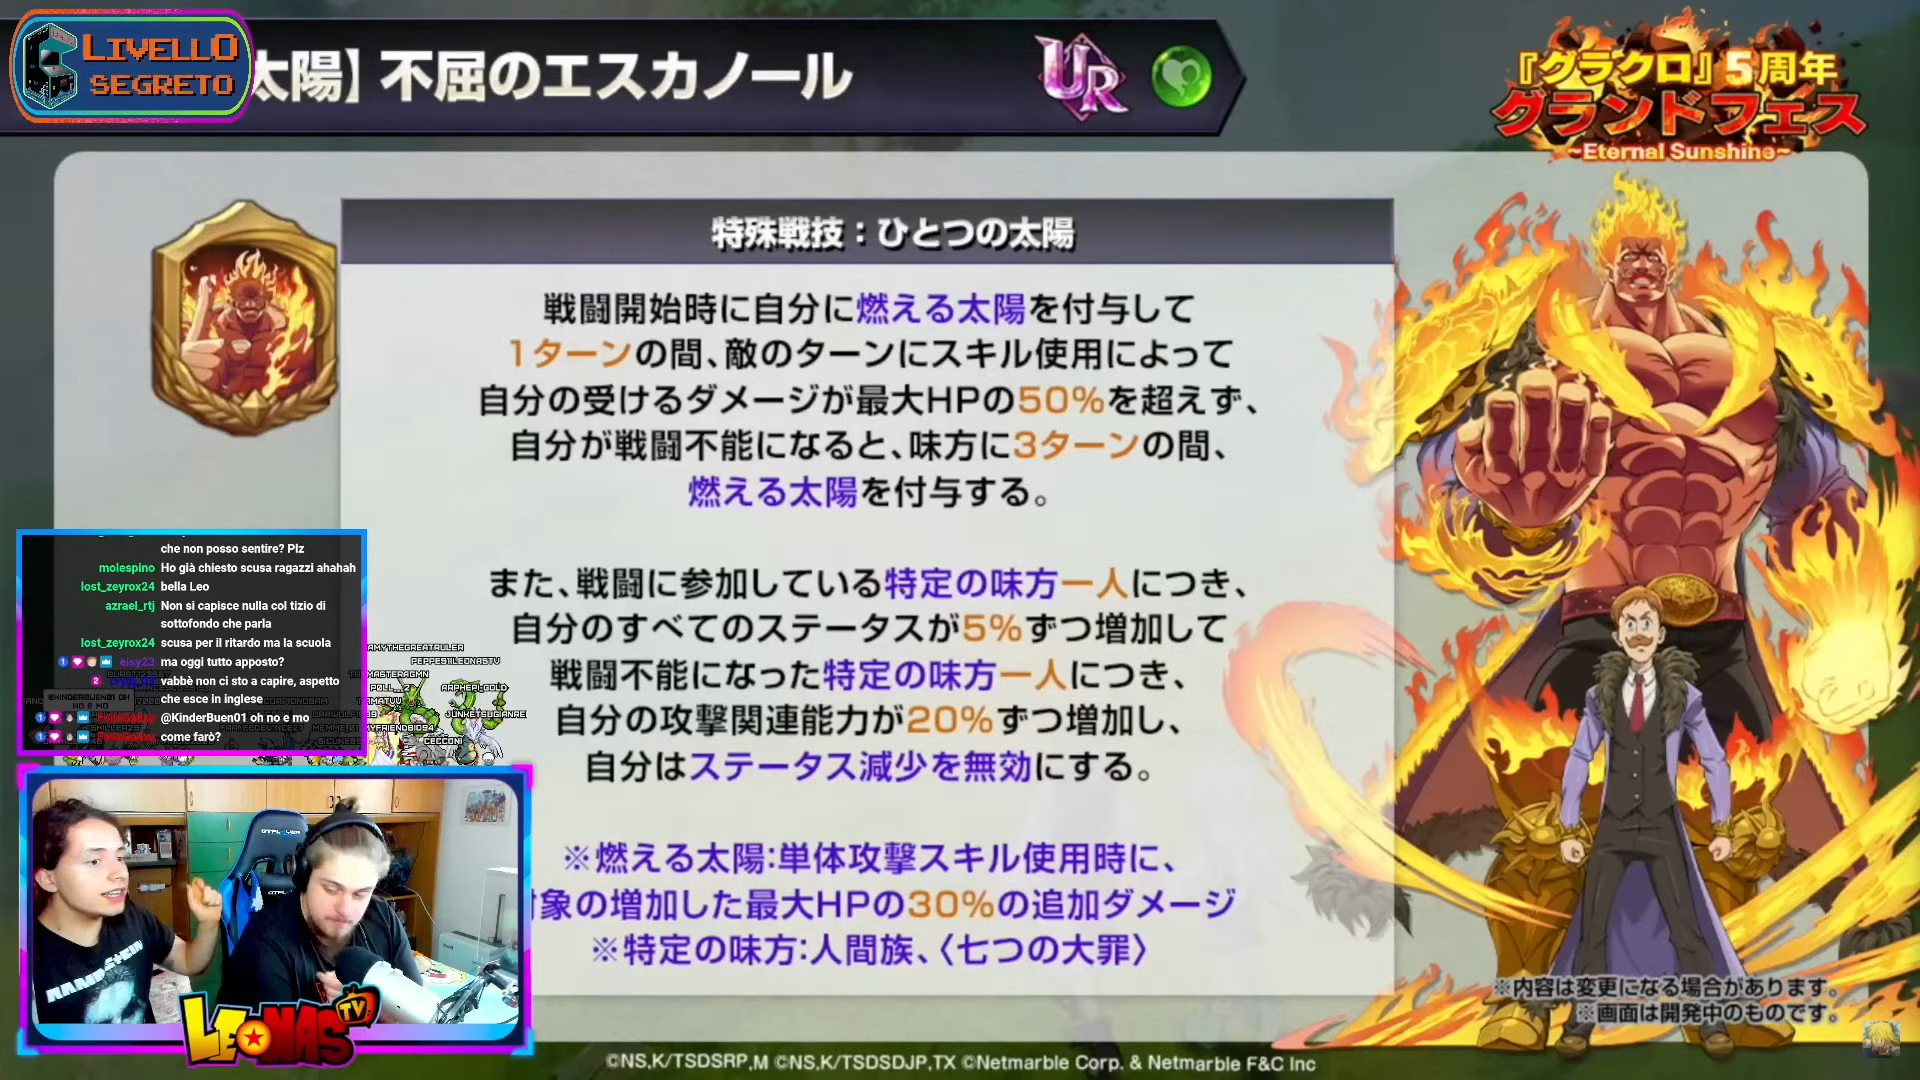 LIVELLO
SEGRETO
太陽】不屈のエスカノール
UR
『グラクロ』5周年
グランドフェス
~Eternal Sunshine~
特殊戦技：ひとつの太陽
戦闘開始時に自分に燃える太陽を付与して
1ターンの間、敵のターンにスキル使用によって
自分の受けるダメージが最大HPの50%を超えず、
自分が戦闘不能になると、味方に3ターンの間、
燃える太陽を付与する。
また、戦闘に参加している特定の味方一人につき、
自分のすべてのステータスが5%ずつ増加して
戦闘不能になった特定の味方一人につき、
自分の攻撃関連能力が20%ずつ増加し、
自分はステータス減少を無効にする。
※燃える太陽:単体攻撃スキル使用時に、
対象の増加した最大HPの30%の追加ダメージ
※特定の味方:人間族、〈七つの大罪〉
che non posso sentire? Plz
molespino Ho già chiesto scusa ragazzi ahahah
lost_zeyrox24 bella Leo
azrael_rtj Non si capisce nulla col tizio di
sottofondo che parla
lost_zeyrox24 scusa per il ritardo ma la scuola
elsy23 ma oggi tutto apposto?
vabbè non ci sto a capire, aspetto
che esce in inglese
@KinderBuen01 oh no e mo
come farò?
AMYTHEGREATRULER
PEPPE91LEONASTV
ARPHEPI-GOLD
JUNKETSUGIANRE
CECCONI
GTPLAYER
RAMMSTEIN
LEONAS TV
※内容は変更になる場合があります。
※画面は開発中のものです。
©NS,K/TSDSRP,M ©NS,K/TSDSDJP,TX ©Netmarble Corp. & Netmarble F&C Inc